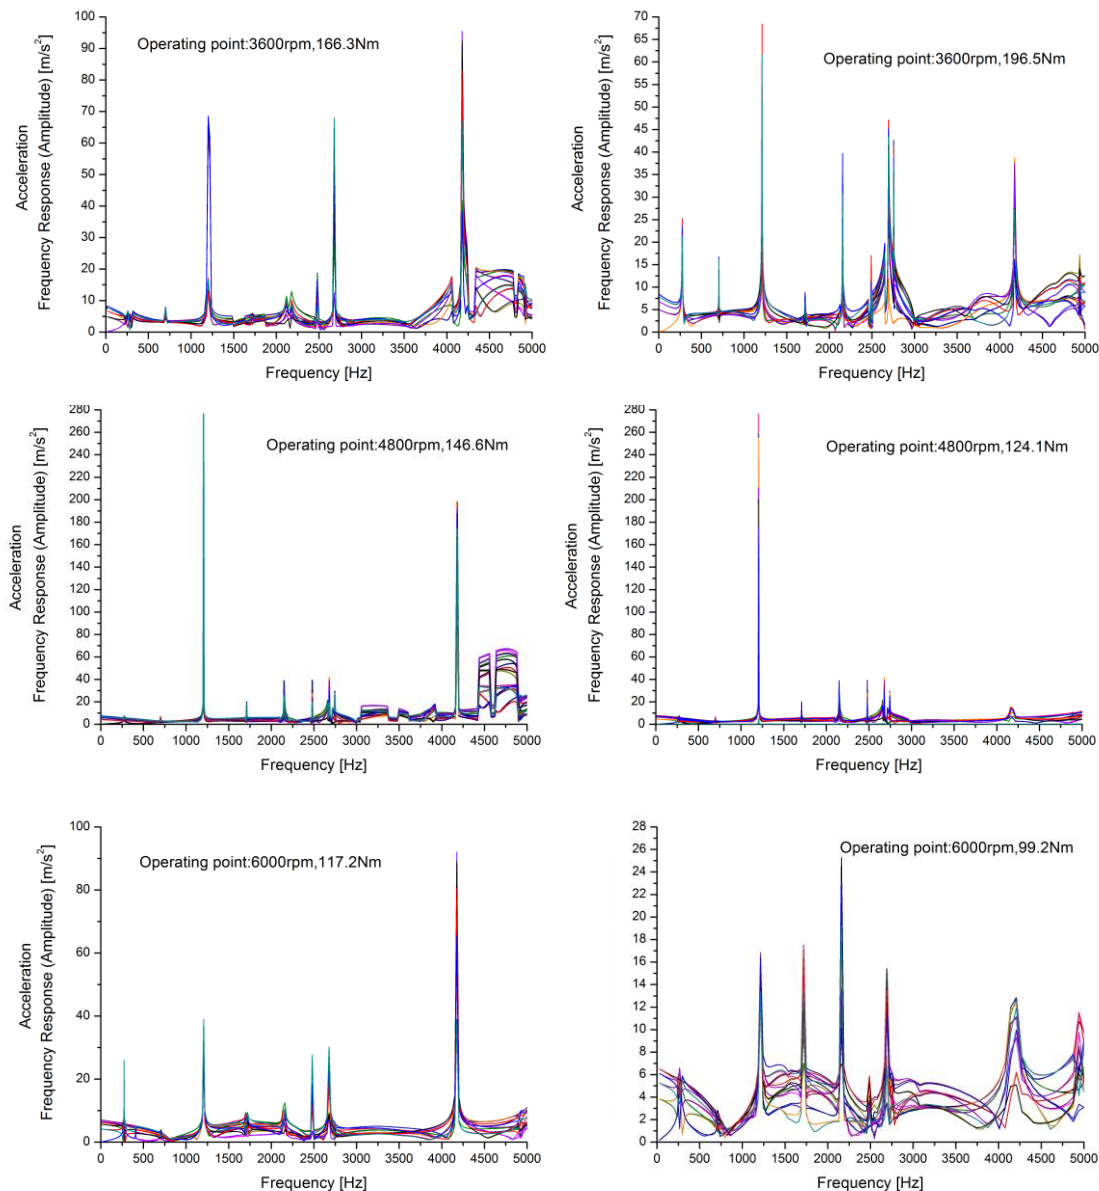 Operating point:3600rpm,166.3Nm
Acceleration
Frequency Response (Amplitude) [m/s²]
100
90
80
70
60
50
40
30
20
10
0
0 500 1000 1500 2000 2500 3000 3500 4000 4500 5000
Frequency [Hz]
Operating point:3600rpm,196.5Nm
Acceleration
Frequency Response (Amplitude) [m/s²]
70
65
60
55
50
45
40
35
30
25
20
15
10
5
0
0 500 1000 1500 2000 2500 3000 3500 4000 4500 5000
Frequency [Hz]
Operating point:4800rpm,146.6Nm
Acceleration
Frequency Response (Amplitude) [m/s²]
280
260
240
220
200
180
160
140
120
100
80
60
40
20
0
0 500 1000 1500 2000 2500 3000 3500 4000 4500 5000
Frequency [Hz]
Operating point:4800rpm,124.1Nm
Acceleration
Frequency Response (Amplitude) [m/s²]
280
260
240
220
200
180
160
140
120
100
80
60
40
20
0
0 500 1000 1500 2000 2500 3000 3500 4000 4500 5000
Frequency [Hz]
Operating point:6000rpm,117.2Nm
Acceleration
Frequency Response (Amplitude) [m/s²]
100
80
60
40
20
0
0 500 1000 1500 2000 2500 3000 3500 4000 4500 5000
Frequency [Hz]
Operating point:6000rpm,99.2Nm
Acceleration
Frequency Response (Amplitude) [m/s²]
28
26
24
22
20
18
16
14
12
10
8
6
4
2
0
0 500 1000 1500 2000 2500 3000 3500 4000 4500 5000
Frequency [Hz]